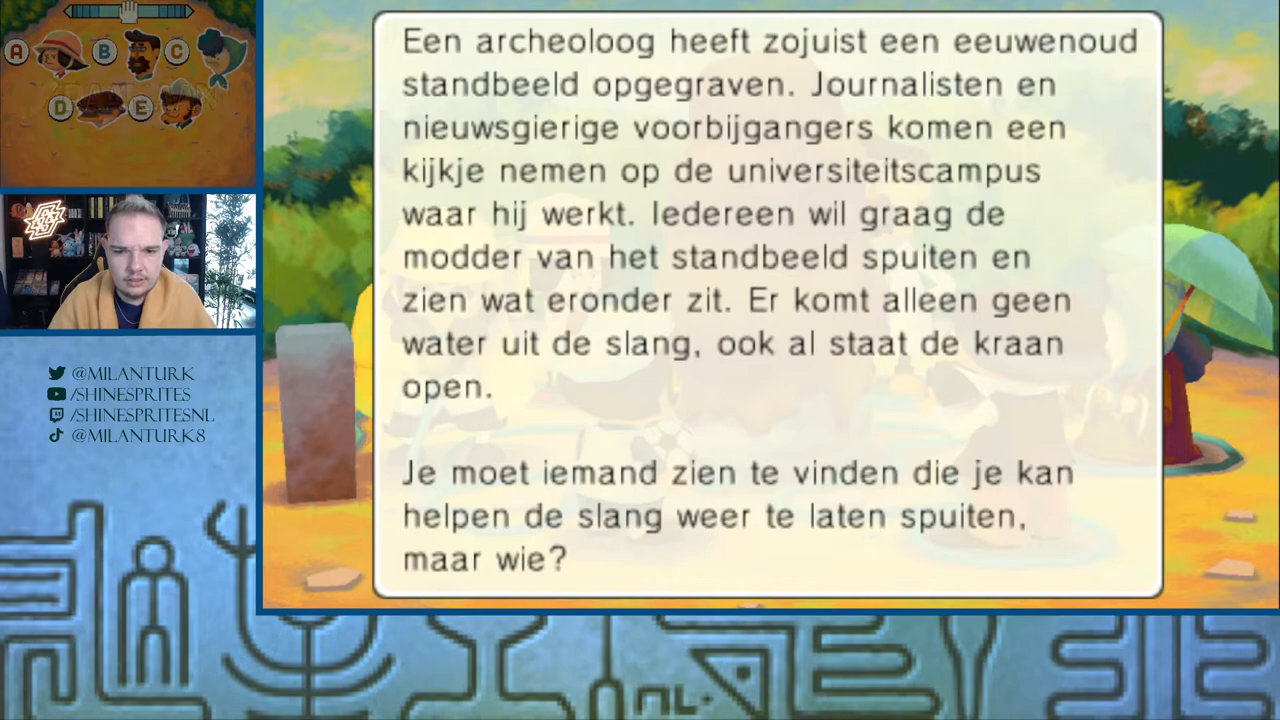 A
B
C
D
E
Een archeoloog heeft zojuist een eeuwenoud
standbeeld opgegraven. Journalisten en
nieuwsgierige voorbijgangers komen een
kijkje nemen op de universiteitscampus
waar hij werkt. Iedereen wil graag de
modder van het standbeeld spuiten en
zien wat eronder zit. Er komt alleen geen
water uit de slang, ook al staat de kraan
open.
Je moet iemand zien te vinden die je kan
helpen de slang weer te laten spuiten,
maar wie?
@MILANTURK
/SHINESPRITES
/SHINESPRITESNL
@MILANTURK8